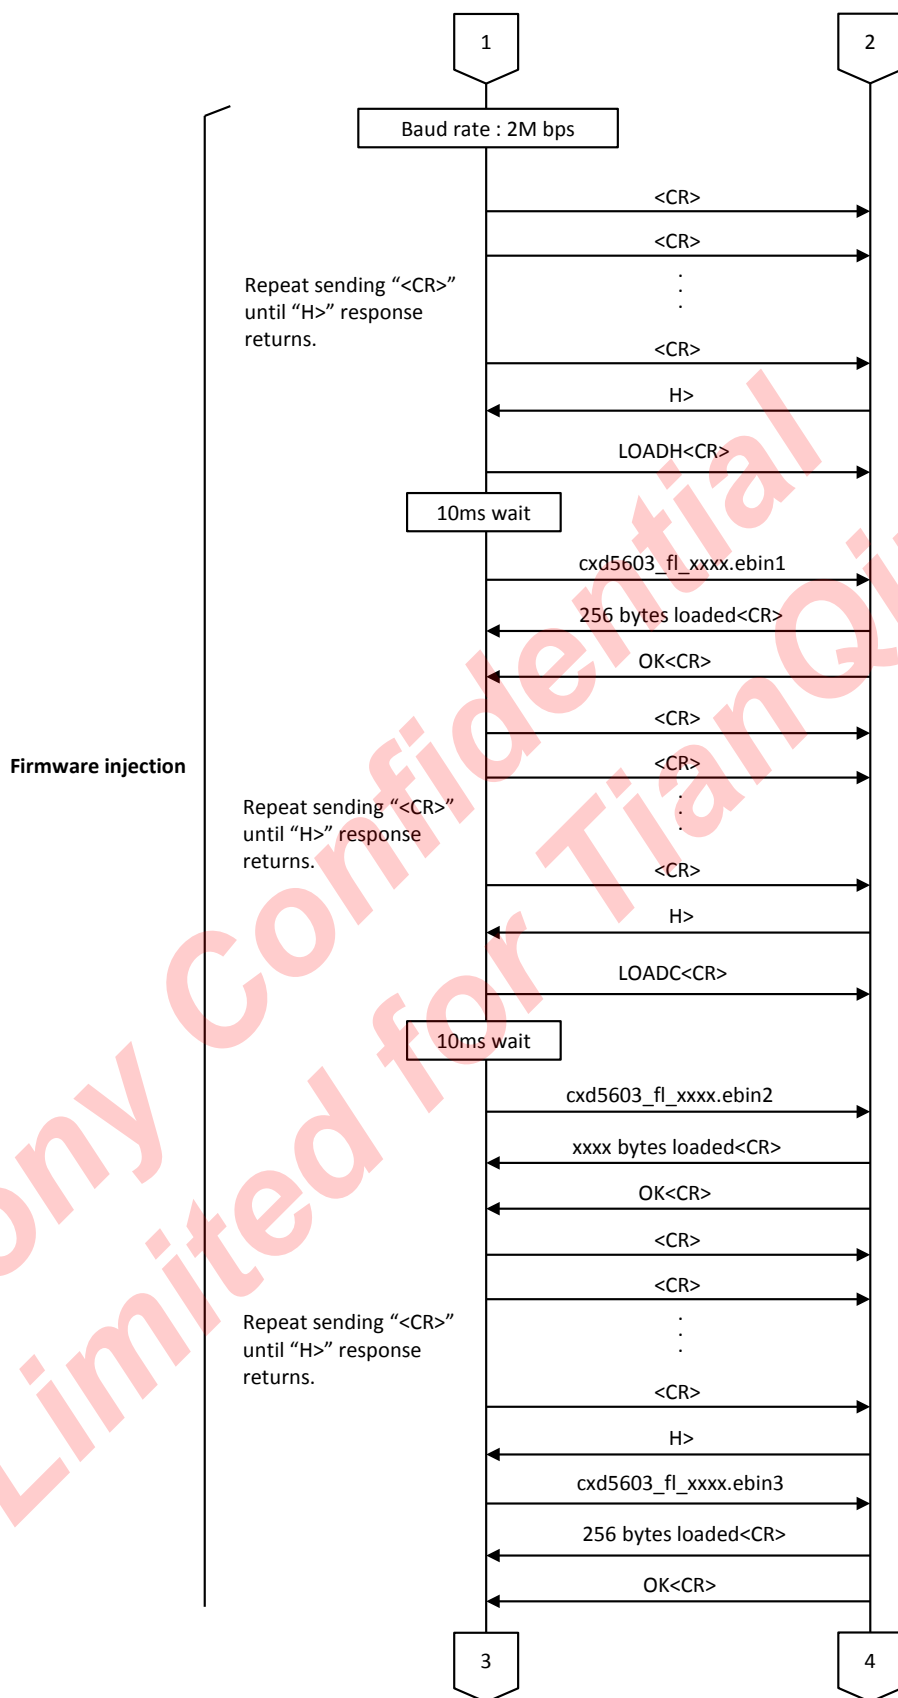 1
2
Baud rate : 2M bps
<CR>
<CR>
Repeat sending “<CR>”
until “H>” response
returns.
.
.
.
<CR>
H>
LOADH<CR>
10ms wait
cxd5603_fl_xxxx.ebin1
256 bytes loaded<CR>
OK<CR>
<CR>
<CR>
Firmware injection
Repeat sending “<CR>”
until “H>” response
returns.
.
.
.
<CR>
H>
LOADC<CR>
10ms wait
cxd5603_fl_xxxx.ebin2
xxxx bytes loaded<CR>
OK<CR>
<CR>
<CR>
Repeat sending “<CR>”
until “H>” response
returns.
.
.
.
<CR>
H>
cxd5603_fl_xxxx.ebin3
256 bytes loaded<CR>
OK<CR>
3
4
Confidential
Limited for